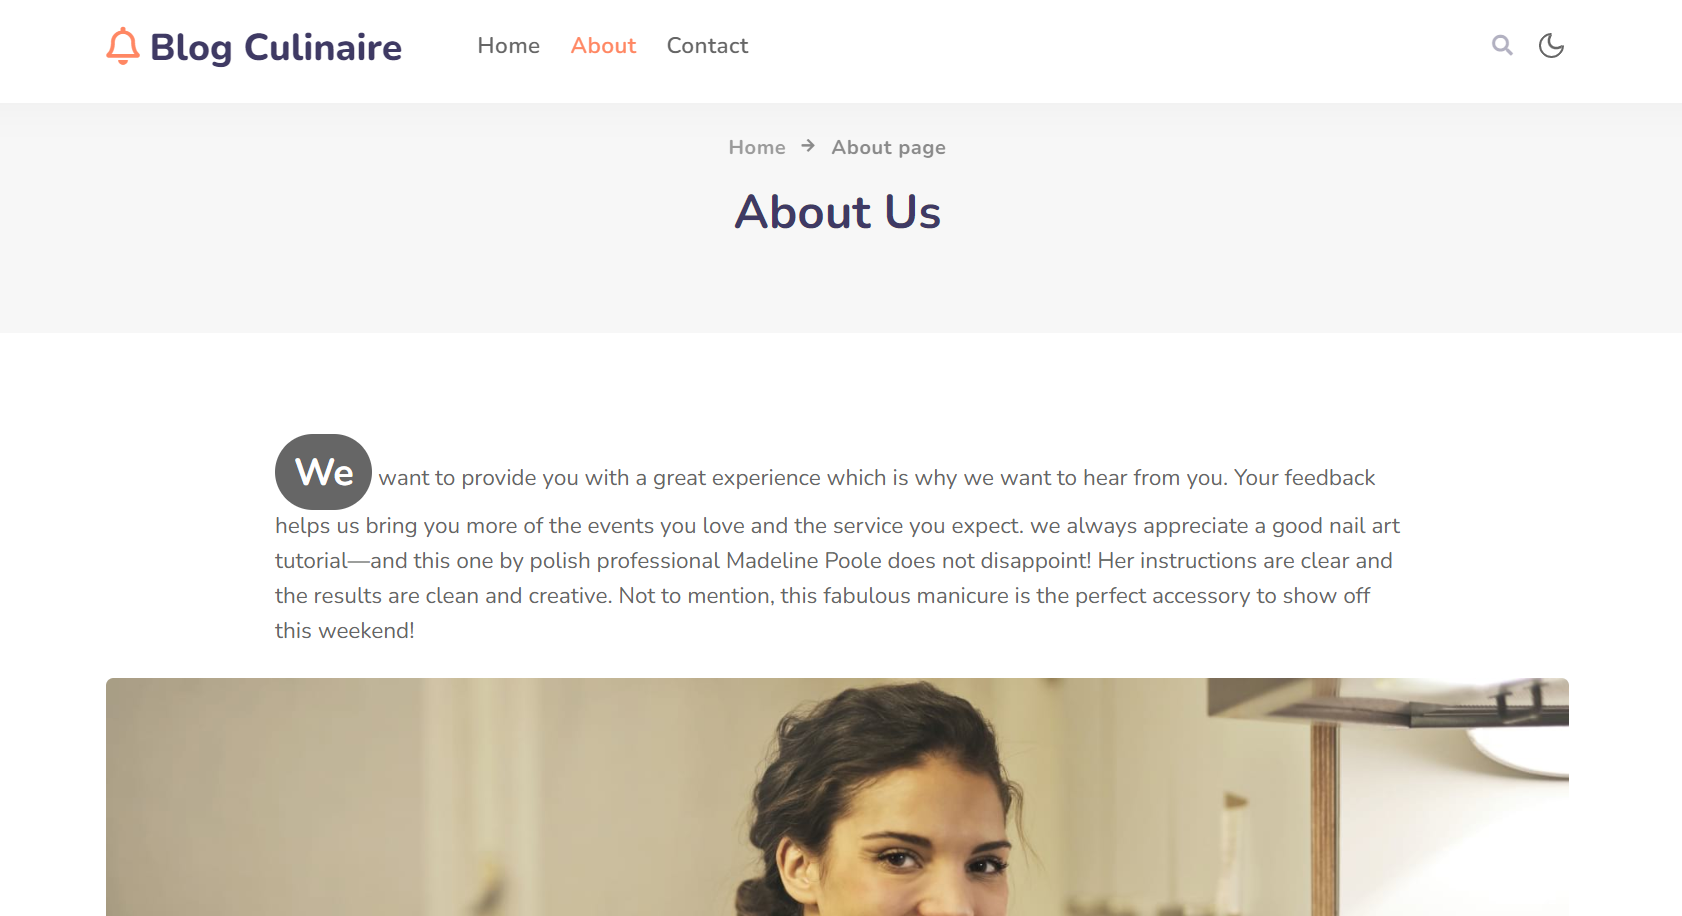 Blog Culinaire
Home About Contact
Home → About page
About Us
We want to provide you with a great experience which is why we want to hear from you. Your feedback
helps us bring you more of the events you love and the service you expect. we always appreciate a good nail art
tutorial—and this one by polish professional Madeline Poole does not disappoint! Her instructions are clear and
the results are clean and creative. Not to mention, this fabulous manicure is the perfect accessory to show off
this weekend!